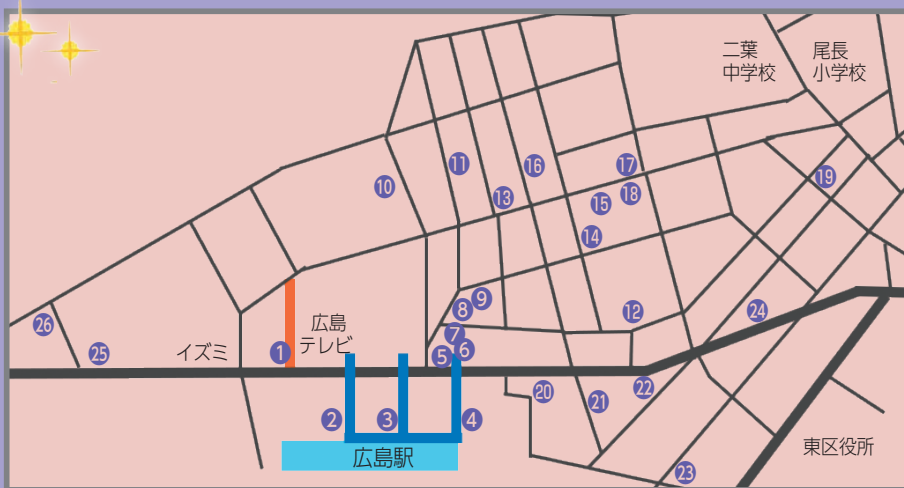 二葉
中学校
尾長
小学校
⑪
⑯
⑰
⑩
⑬
⑮
⑱
⑲
⑭
⑨
⑧
⑫
㉔
㉖
㉕
イズミ
①
広島
テレビ
⑦
⑤
⑥
②
③
④
⑳
㉑
㉒
広島駅
㉓
東区役所